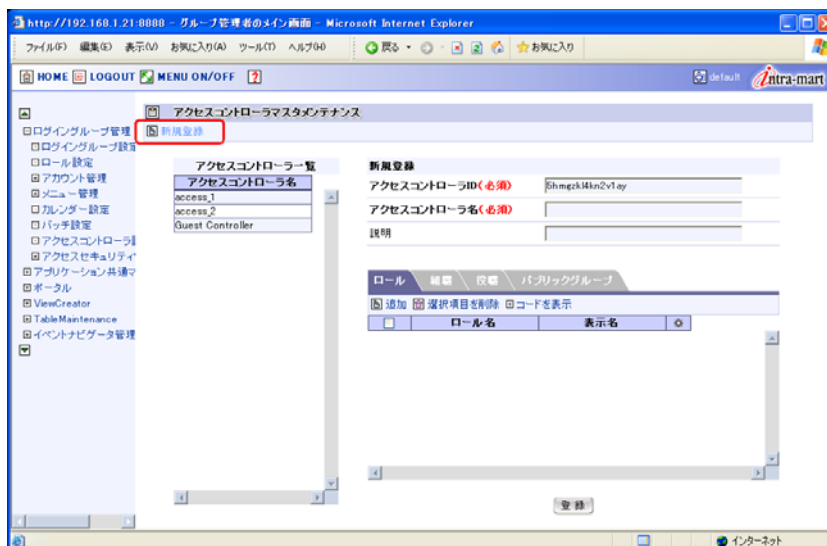 http://192.168.1.21:8888 - グループ管理者のメイン画面 - Microsoft Internet Explorer
ファイル(F) 編集(E) 表示(V) お気に入り(A) ツール(T) ヘルプ(H) 戻る お気に入り
HOME LOGOUT MENU ON/OFF ? default intra-mart
アクセスコントローラマスタメンテナンス
新規登録
ログイングループ管理
ログイングループ設定
ロール設定
アカウント管理
メニュー管理
カレンダー設定
バッチ設定
アクセスコントローラ
アクセスセキュリティ
アプリケーション共通マ
ポータル
ViewCreator
TableMaintenance
イベントナビゲータ管理
アクセスコントローラ一覧
アクセスコントローラ名
access_1
access_2
Guest Controller
新規登録
アクセスコントローラID(必須) 5hmgzkl4kn2v1ay
アクセスコントローラ名(必須)
説明
ロール 組織 役職 パブリックグループ
追加 選択項目を削除 コードを表示
ロール名 表示名
登録
インターネット